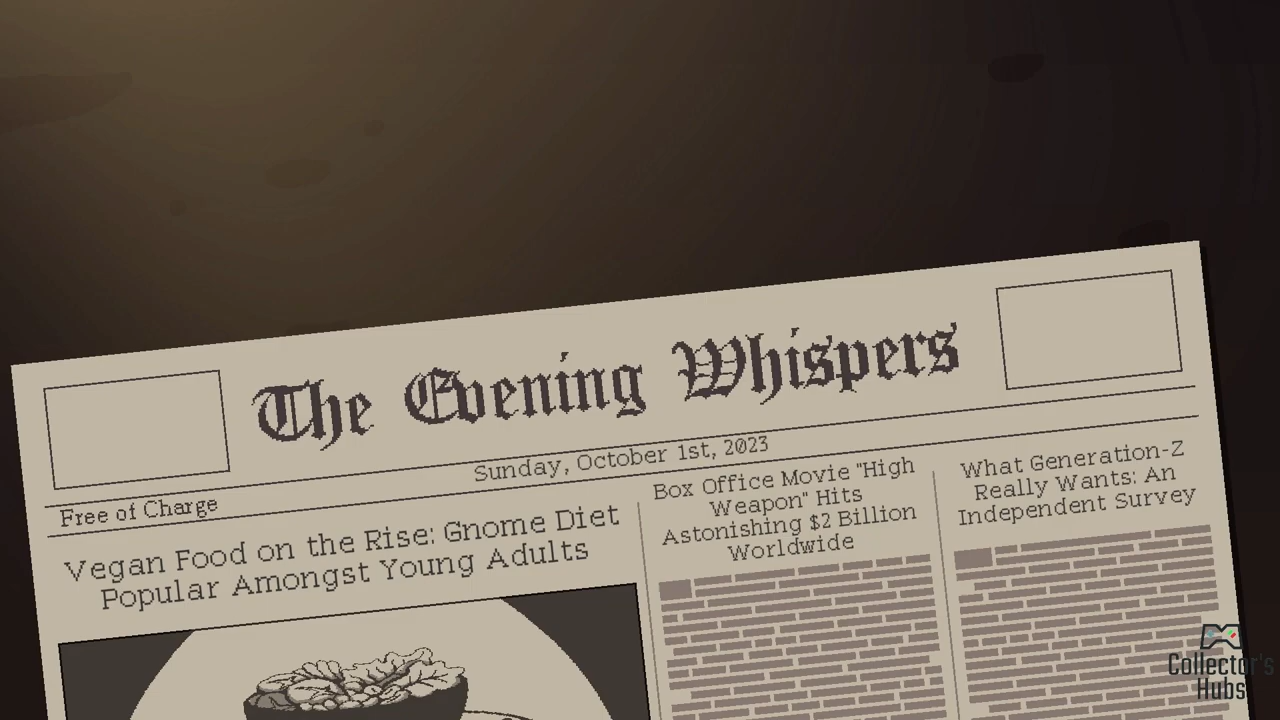 The Evening Whispers
Sunday, October 1st, 2023
Free of Charge
Vegan Food on the Rise: Gnome Diet
Popular Amongst Young Adults
Box Office Movie "High
Weapon" Hits
Astonishing $2 Billion
Worldwide
What Generation-Z
Really Wants: An
Independent Survey
Collector's
Hubs